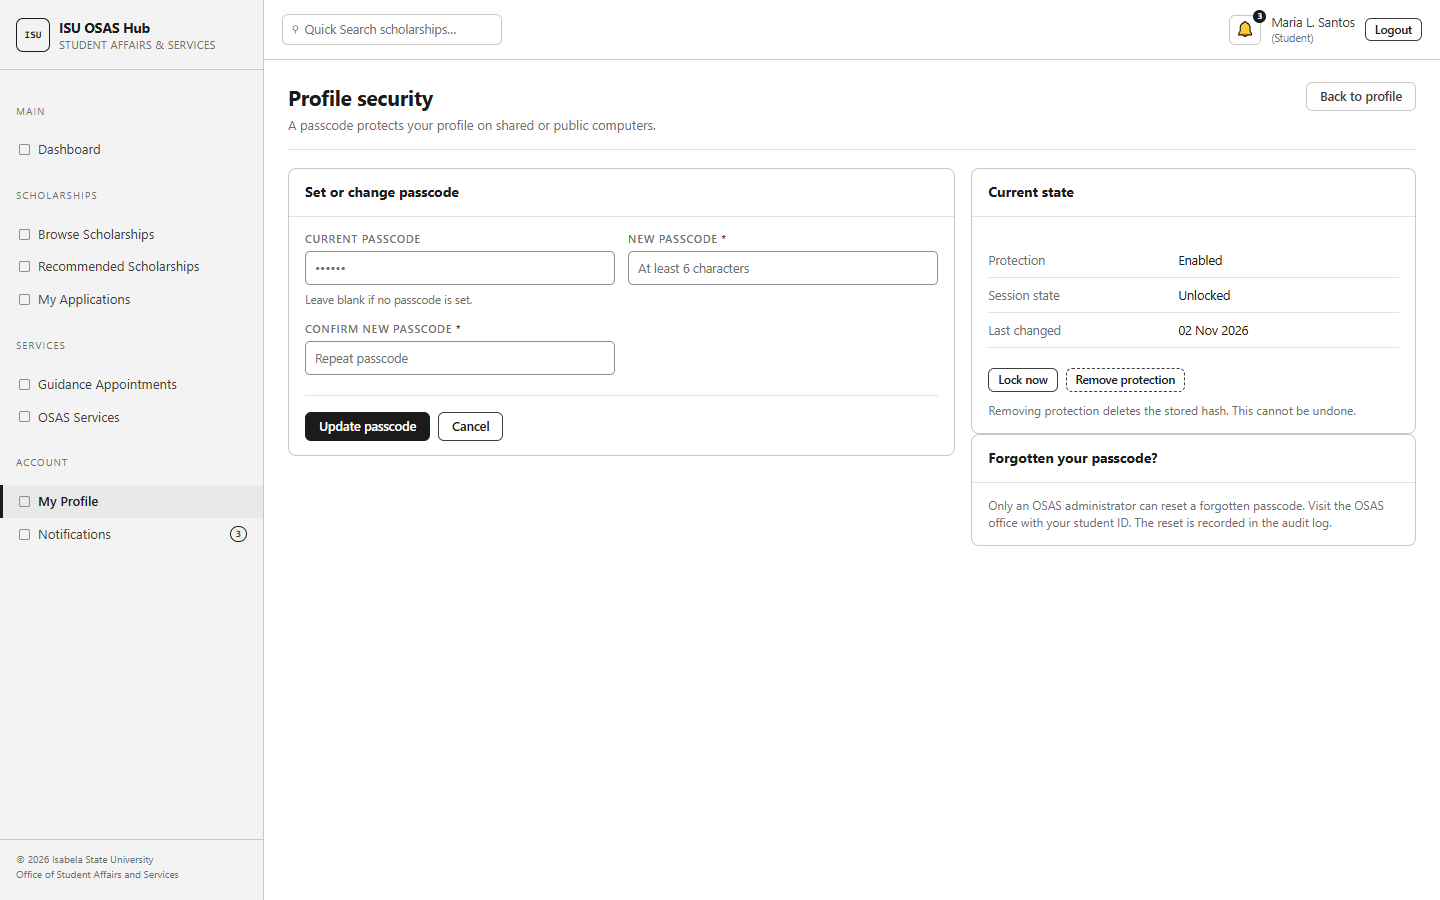 ISU
ISU OSAS Hub
STUDENT AFFAIRS & SERVICES
Quick Search scholarships...
3
Maria L. Santos
(Student)
Logout
MAIN
Dashboard
SCHOLARSHIPS
Browse Scholarships
Recommended Scholarships
My Applications
SERVICES
Guidance Appointments
OSAS Services
ACCOUNT
My Profile
Notifications
3
© 2026 Isabela State University
Office of Student Affairs and Services
Profile security
A passcode protects your profile on shared or public computers.
Back to profile
Set or change passcode
CURRENT PASSCODE
••••••
Leave blank if no passcode is set.
NEW PASSCODE *
At least 6 characters
CONFIRM NEW PASSCODE *
Repeat passcode
Update passcode
Cancel
Current state
Protection Enabled
Session state Unlocked
Last changed 02 Nov 2026
Lock now
Remove protection
Removing protection deletes the stored hash. This cannot be undone.
Forgotten your passcode?
Only an OSAS administrator can reset a forgotten passcode. Visit the OSAS
office with your student ID. The reset is recorded in the audit log.